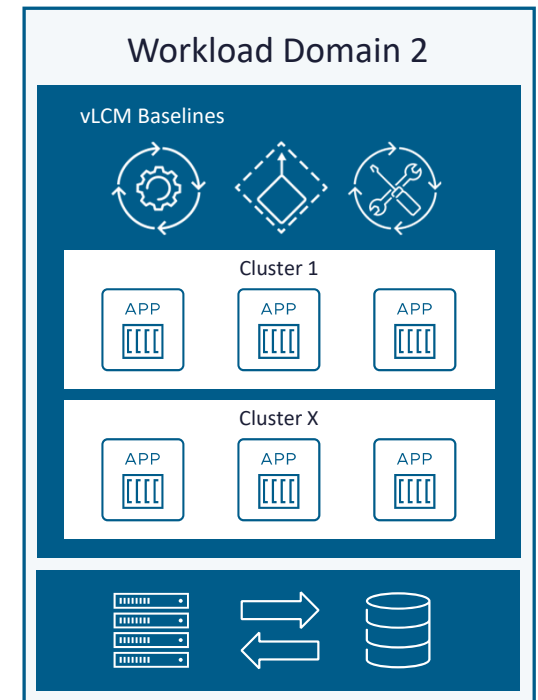 Workload Domain 2
vLCM Baselines
Cluster 1
APP APP APP
Cluster X
APP APP APP